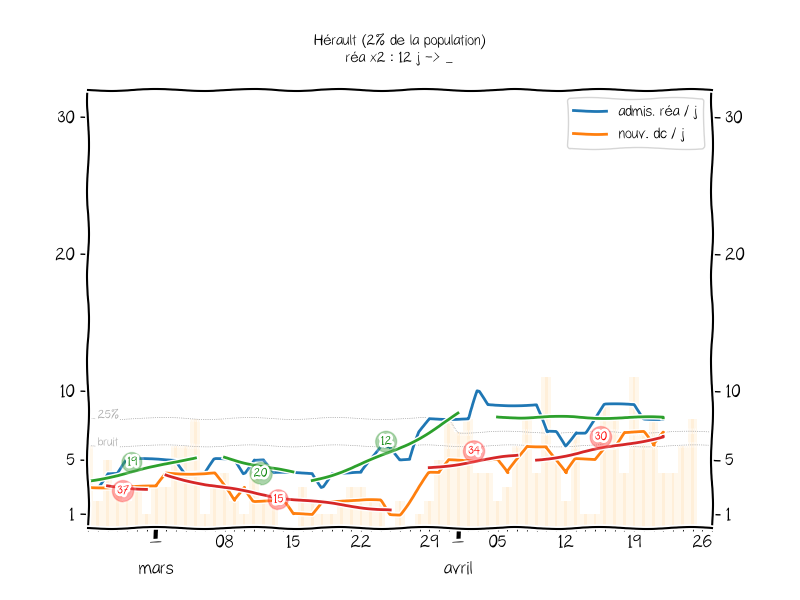 Hérault (2% de la population)
réa x2 : 12 j -> _
admis. réa / j
nouv. dc / j
30 30
20 20
10 10
25%
bruit
5 5
1 1
19
37
20
15
12
34
30
_ 08 15 22 29 _ 05 12 19 26
mars avril